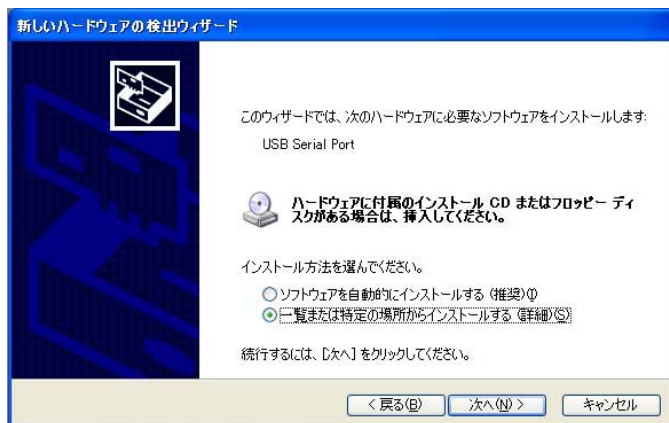 新しいハードウェアの検出ウィザード
このウィザードでは、次のハードウェアに必要なソフトウェアをインストールします:
USB Serial Port
ハードウェアに付属のインストール CD またはフロッピー ディ
スクがある場合は、挿入してください。
インストール方法を選んでください。
ソフトウェアを自動的にインストールする (推奨)(I)
一覧または特定の場所からインストールする (詳細)(S)
続行するには、[次へ] をクリックしてください。
< 戻る(B)
次へ(N) >
キャンセル